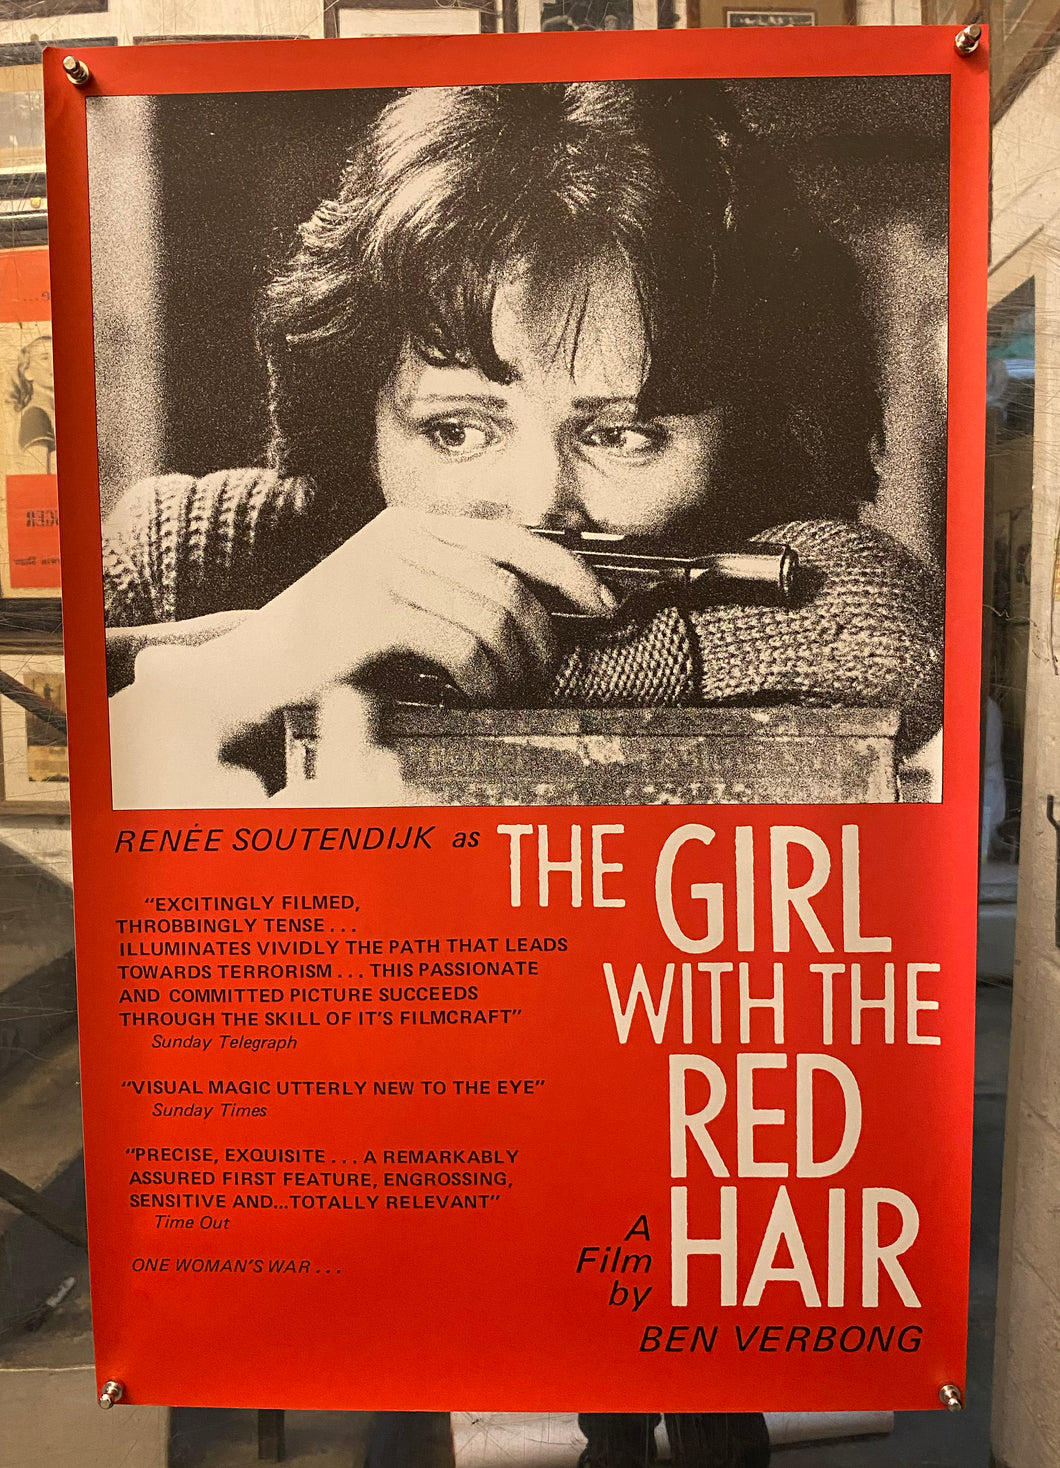 RENÉE SOUTENDIJK as THE GIRL
WITH THE
RED
HAIR
"EXCITINGLY FILMED,
THROBBINGLY TENSE . . .
ILLUMINATES VIVIDLY THE PATH THAT LEADS
TOWARDS TERRORISM . . . THIS PASSIONATE
AND COMMITTED PICTURE SUCCEEDS
THROUGH THE SKILL OF IT'S FILMCRAFT"
Sunday Telegraph
"VISUAL MAGIC UTTERLY NEW TO THE EYE"
Sunday Times
"PRECISE, EXQUISITE . . . A REMARKABLY
ASSURED FIRST FEATURE, ENGROSSING,
SENSITIVE AND...TOTALLY RELEVANT"
Time Out
ONE WOMAN'S WAR . . .
A
Film
by
BEN VERBONG